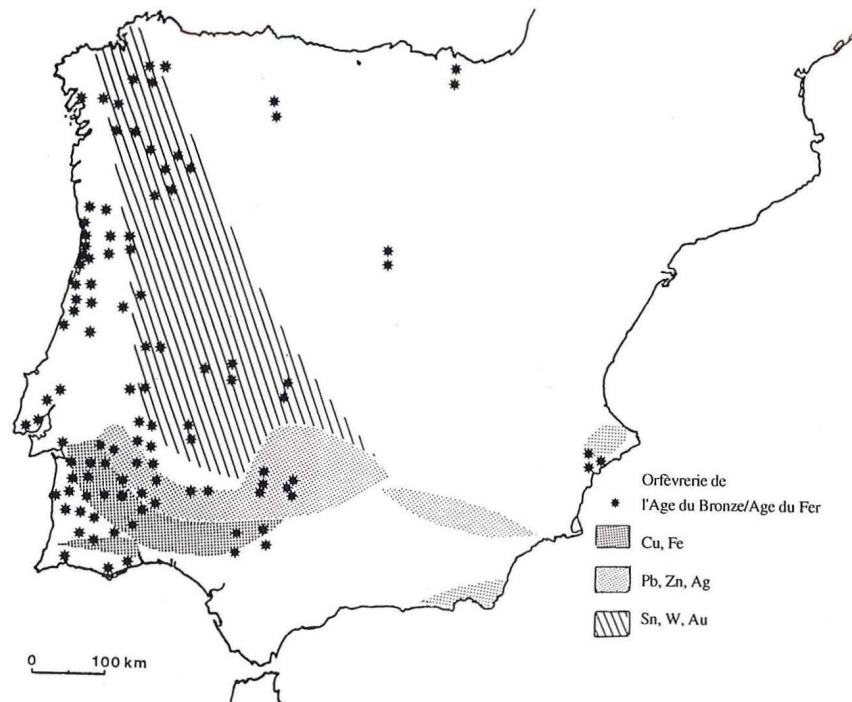 Orfèvrerie de
l'Age du Bronze/Age du Fer
Cu, Fe
Pb, Zn, Ag
Sn, W, Au
0 100 km